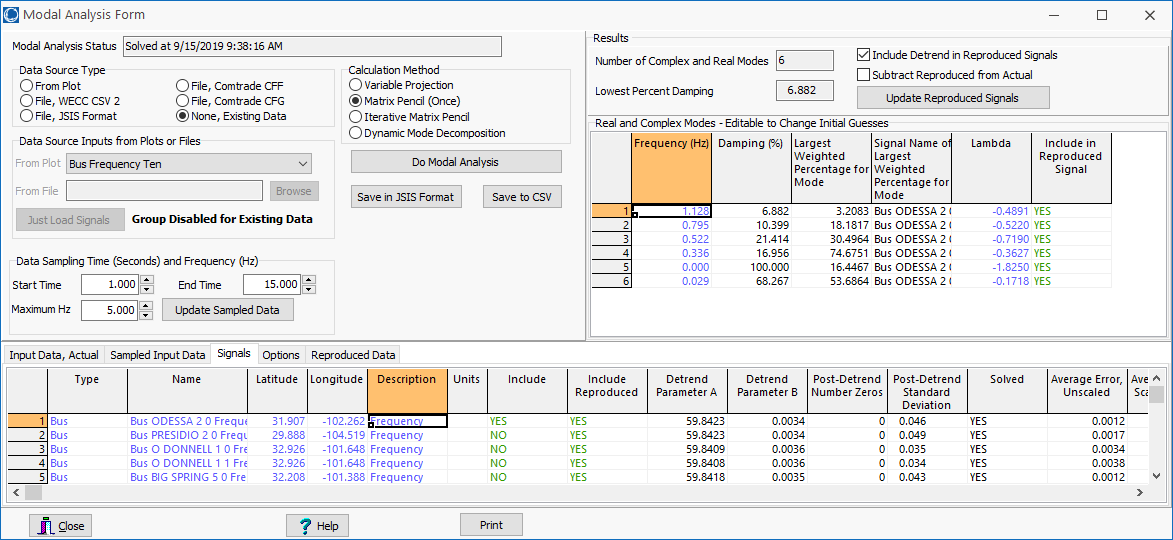 Modal Analysis Form
Modal Analysis Status Solved at 9/15/2019 9:38:16 AM
Data Source Type
From Plot File, Comtrade CFF
File, WECC CSV 2 File, Comtrade CFG
File, JSIS Format None, Existing Data
Data Source Inputs from Plots or Files
From Plot Bus Frequency Ten
From File Browse
Just Load Signals Group Disabled for Existing Data
Data Sampling Time (Seconds) and Frequency (Hz)
Start Time 1.000 End Time 15.000
Maximum Hz 5.000 Update Sampled Data
Calculation Method
Variable Projection
Matrix Pencil (Once)
Iterative Matrix Pencil
Dynamic Mode Decomposition
Do Modal Analysis
Save in JSIS Format Save to CSV
Results
Number of Complex and Real Modes 6
Lowest Percent Damping 6.882
Include Detrend in Reproduced Signals
Subtract Reproduced from Actual
Update Reproduced Signals
Real and Complex Modes - Editable to Change Initial Guesses
Frequency (Hz) Damping (%) Largest Weighted Percentage for Mode Signal Name of Largest Weighted Percentage for Mode Lambda Include in Reproduced Signal
1 1.128 6.882 3.2083 Bus ODESSA 2 0 -0.4891 YES
2 0.795 10.399 18.1817 Bus ODESSA 2 0 -0.5220 YES
3 0.522 21.414 30.4964 Bus ODESSA 2 0 -0.7190 YES
4 0.336 16.956 74.6751 Bus ODESSA 2 0 -0.3627 YES
5 0.000 100.000 16.4467 Bus ODESSA 2 0 -1.8250 YES
6 0.029 68.267 53.6864 Bus ODESSA 2 0 -0.1718 YES
Input Data, Actual Sampled Input Data Signals Options Reproduced Data
Type Name Latitude Longitude Description Units Include Include Reproduced Detrend Parameter A Detrend Parameter B Post-Detrend Number Zeros Post-Detrend Standard Deviation Solved Average Error, Unscaled Ave Sca
1 Bus Bus ODESSA 2 0 Freque 31.907 -102.262 Frequency YES YES 59.8423 0.0034 0 0.046 YES 0.0012
2 Bus Bus PRESIDIO 2 0 Frequ 29.888 -104.519 Frequency NO YES 59.8423 0.0034 0 0.049 YES 0.0017
3 Bus Bus O DONNELL 1 0 Fre 32.926 -101.648 Frequency NO YES 59.8409 0.0036 0 0.035 YES 0.0034
4 Bus Bus O DONNELL 1 1 Fre 32.926 -101.648 Frequency NO YES 59.8408 0.0036 0 0.034 YES 0.0038
5 Bus Bus BIG SPRING 5 0 Fre 32.208 -101.388 Frequency NO YES 59.8418 0.0035 0 0.043 YES 0.0012
Close Help Print